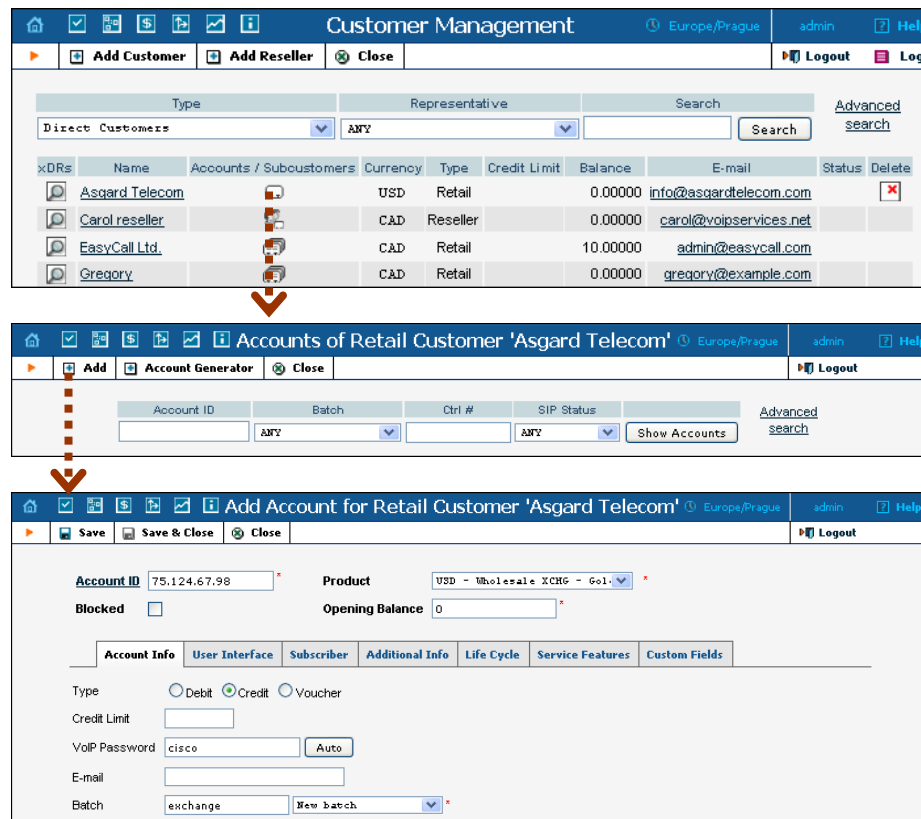 Customer Management Europe/Prague admin ? Hel
Add Customer Add Reseller Close Logout Log
Type Representative Search Advanced search
Direct Customers ANY Search
xDRs Name Accounts / Subcustomers Currency Type Credit Limit Balance E-mail Status Delete
Asgard Telecom USD Retail 0.00000 info@asgardtelecom.com
Carol reseller CAD Reseller 0.00000 carol@voipservices.net
EasyCall Ltd. CAD Retail 10.00000 admin@easycall.com
Gregory CAD Retail 0.00000 gregory@example.com
Accounts of Retail Customer 'Asgard Telecom' Europe/Prague admin ? Help
Add Account Generator Close Logout
Account ID Batch Ctrl # SIP Status Advanced search
ANY ANY Show Accounts
Add Account for Retail Customer 'Asgard Telecom' Europe/Prague admin ? Help
Save Save & Close Close Logout
Account ID 75.124.67.98 * Product USD - Wholesale XCHG - Gol *
Blocked Opening Balance 0 *
Account Info User Interface Subscriber Additional Info Life Cycle Service Features Custom Fields
Type Debit Credit Voucher
Credit Limit
VoIP Password cisco Auto
E-mail
Batch exchange New batch *